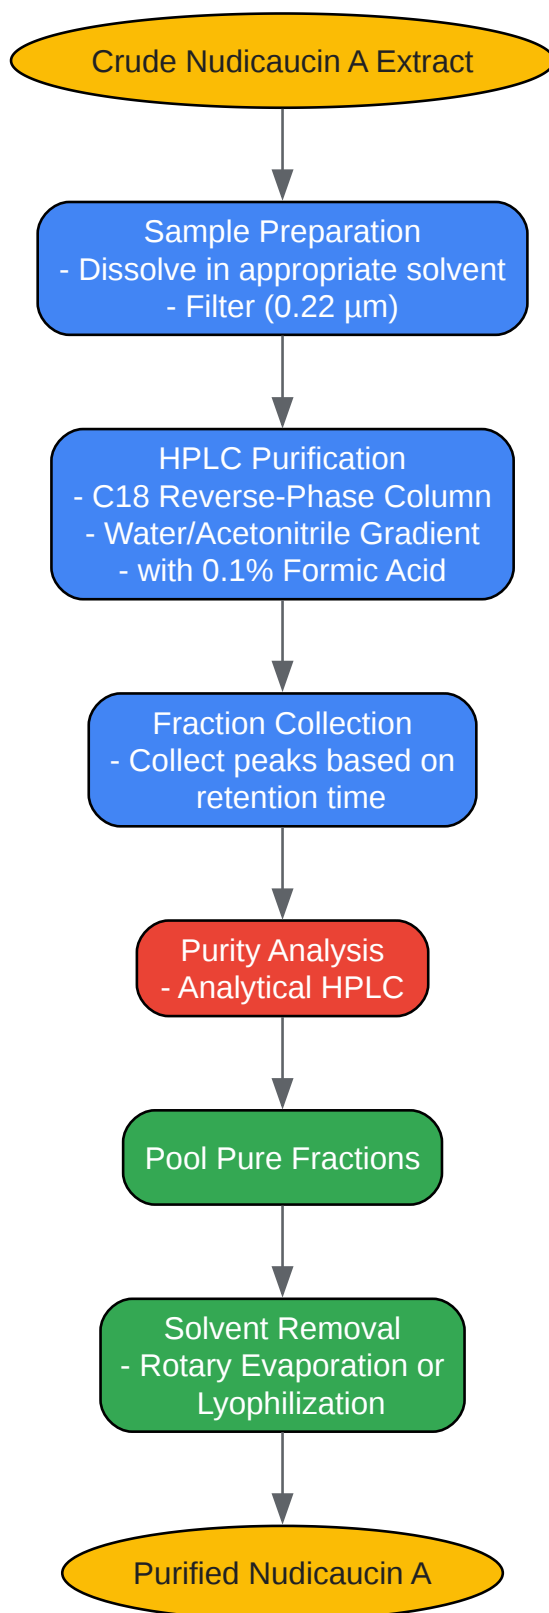 Crude Nudicaucin A Extract
Sample Preparation
- Dissolve in appropriate solvent
- Filter (0.22 µm)
HPLC Purification
- C18 Reverse-Phase Column
- Water/Acetonitrile Gradient
- with 0.1% Formic Acid
Fraction Collection
- Collect peaks based on
retention time
Purity Analysis
- Analytical HPLC
Pool Pure Fractions
Solvent Removal
- Rotary Evaporation or
Lyophilization
Purified Nudicaucin A